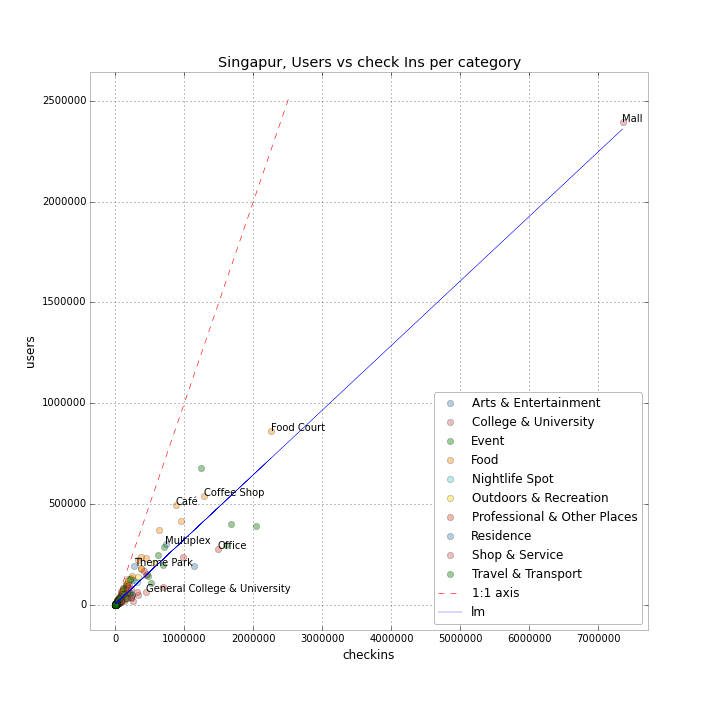 Singapur, Users vs check Ins per category
2500000
2000000
1500000
1000000
500000
0
users
Mall
Food Court
Coffee Shop
Café
Multiplex
Office
Theme Park
General College & University
Arts & Entertainment
College & University
Event
Food
Nightlife Spot
Outdoors & Recreation
Professional & Other Places
Residence
Shop & Service
Travel & Transport
1:1 axis
lm
0 1000000 2000000 3000000 4000000 5000000 6000000 7000000
checkins